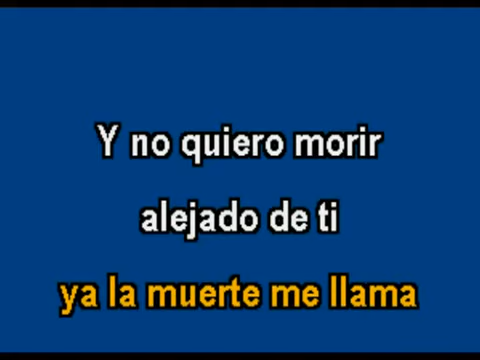 Y no quiero morir
alejado de ti
ya la muerte me llama